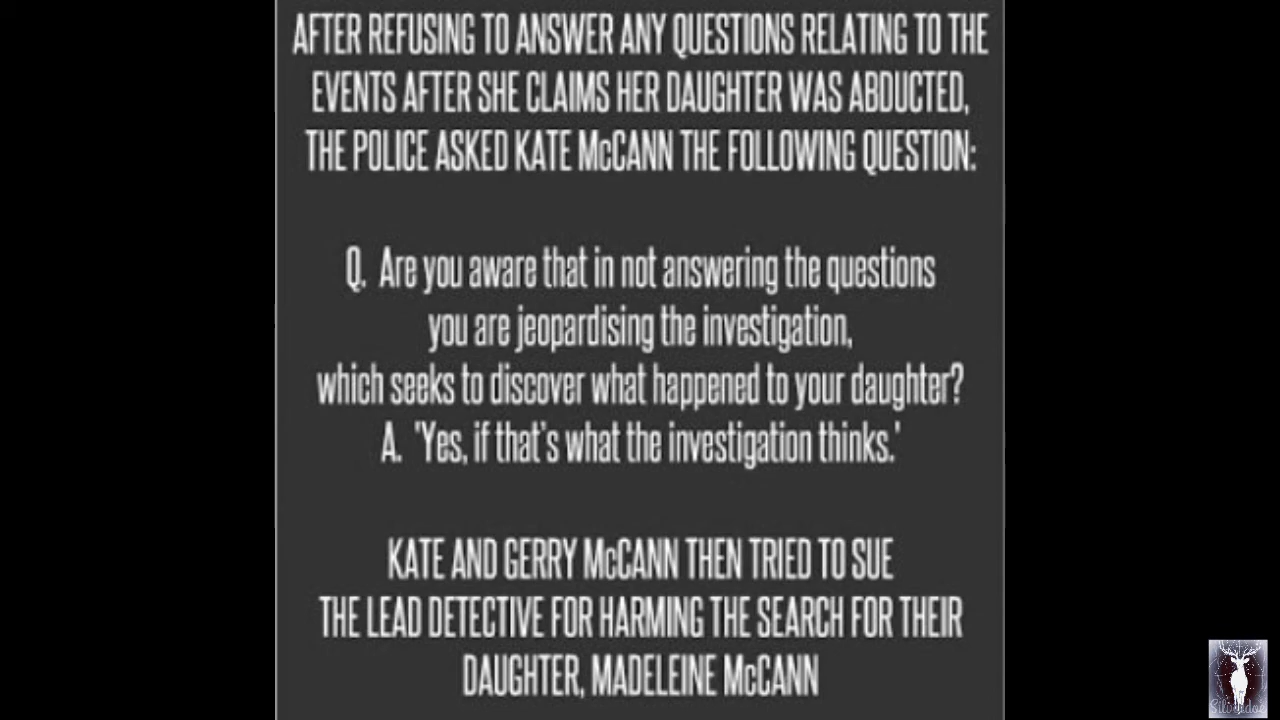 AFTER REFUSING TO ANSWER ANY QUESTIONS RELATING TO THE
EVENTS AFTER SHE CLAIMS HER DAUGHTER WAS ABDUCTED,
THE POLICE ASKED KATE McCANN THE FOLLOWING QUESTION:
Q. Are you aware that in not answering the questions
you are jeopardising the investigation,
which seeks to discover what happened to your daughter?
A. 'Yes, if that's what the investigation thinks.'
KATE AND GERRY McCANN THEN TRIED TO SUE
THE LEAD DETECTIVE FOR HARMING THE SEARCH FOR THEIR
DAUGHTER, MADELEINE McCANN